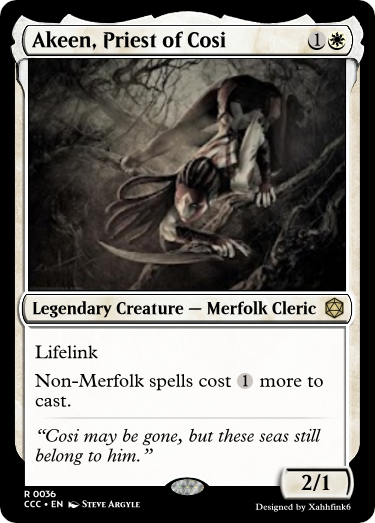 Akeen, Priest of Cosi 1
Legendary Creature — Merfolk Cleric
Lifelink
Non-Merfolk spells cost 1 more to
cast.
“Cosi may be gone, but these seas still
belong to him.”
2/1
R 0036
CCC • EN Steve Argyle
Designed by Xahhfink6